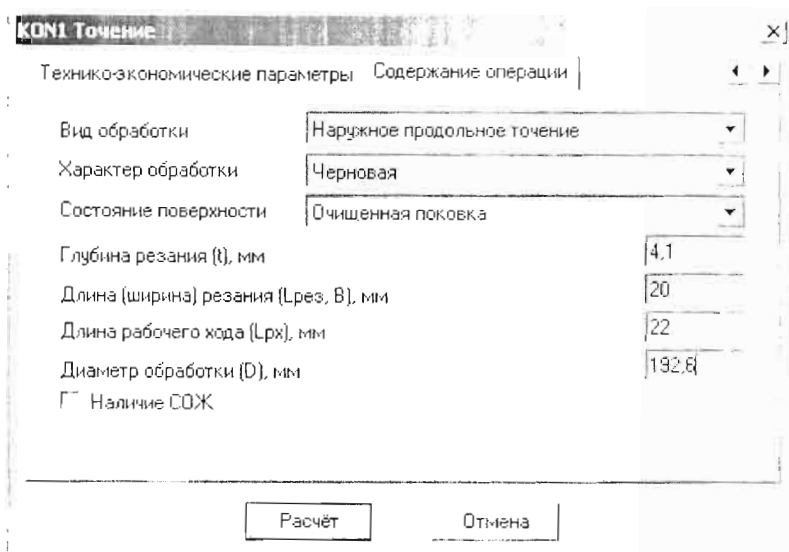 KON1 Точение
Технико-экономические параметры Содержание операции
Вид обработки Наружное продольное точение
Характер обработки Черновая
Состояние поверхности Очищенная поковка
Глубина резания (t), мм 4,1
Длина (ширина) резания (Lрез, В), мм 20
Длина рабочего хода (Lрх), мм 22
Диаметр обработки (D), мм 192,6
Наличие СОЖ
Расчёт Отмена